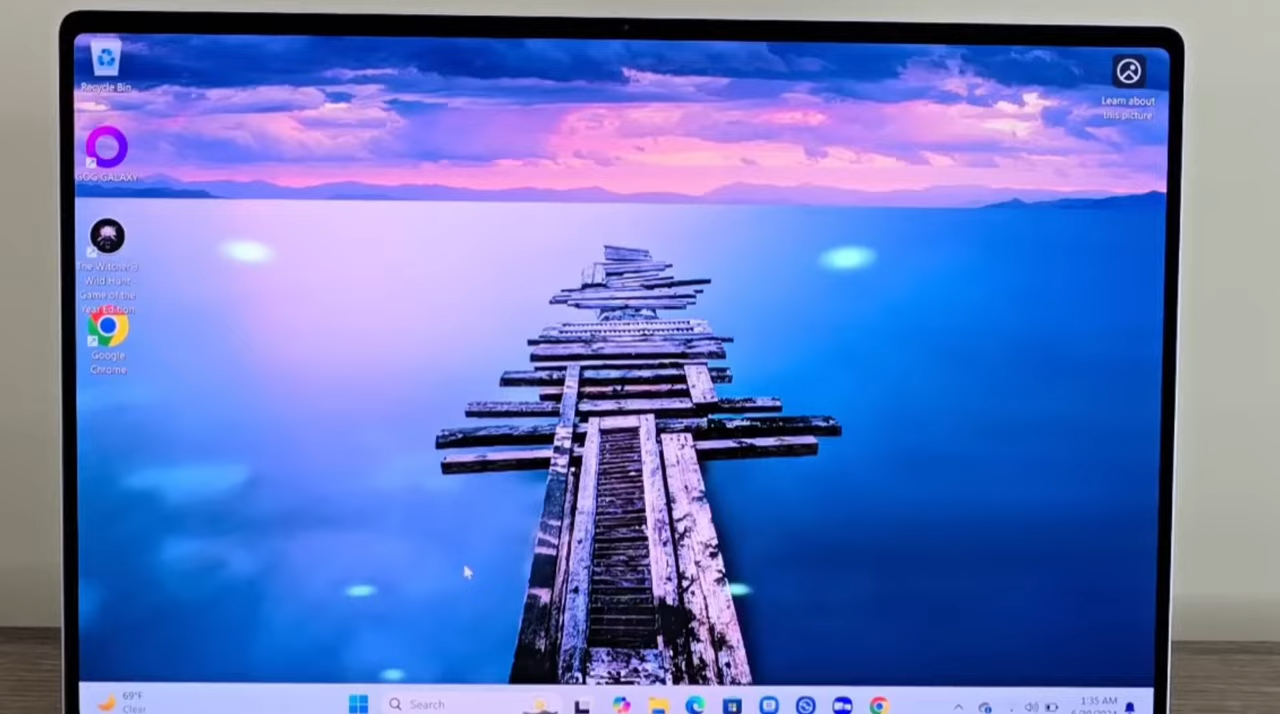 Recycle Bin
Learn about
this picture
GOG GALAXY
The Witcher 3
Wild Hunt
Game of the
Year Edition
Google
Chrome
69°F
Clear
Search
1:35 AM